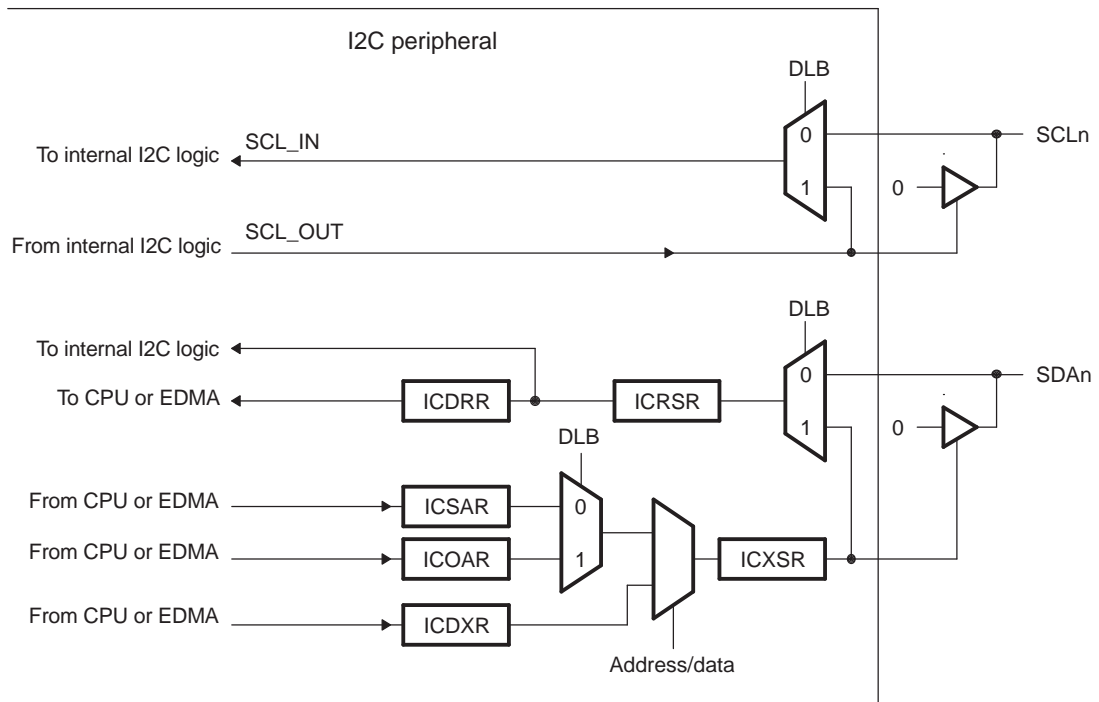 I2C peripheral
DLB
0
SCLn
SCL_IN
To internal I2C logic
1
0
SCL_OUT
From internal I2C logic
DLB
To internal I2C logic
0
SDAn
To CPU or EDMA
ICDRR
ICRSR
1
0
DLB
From CPU or EDMA
ICSAR
0
From CPU or EDMA
ICOAR
1
ICXSR
From CPU or EDMA
ICDXR
Address/data